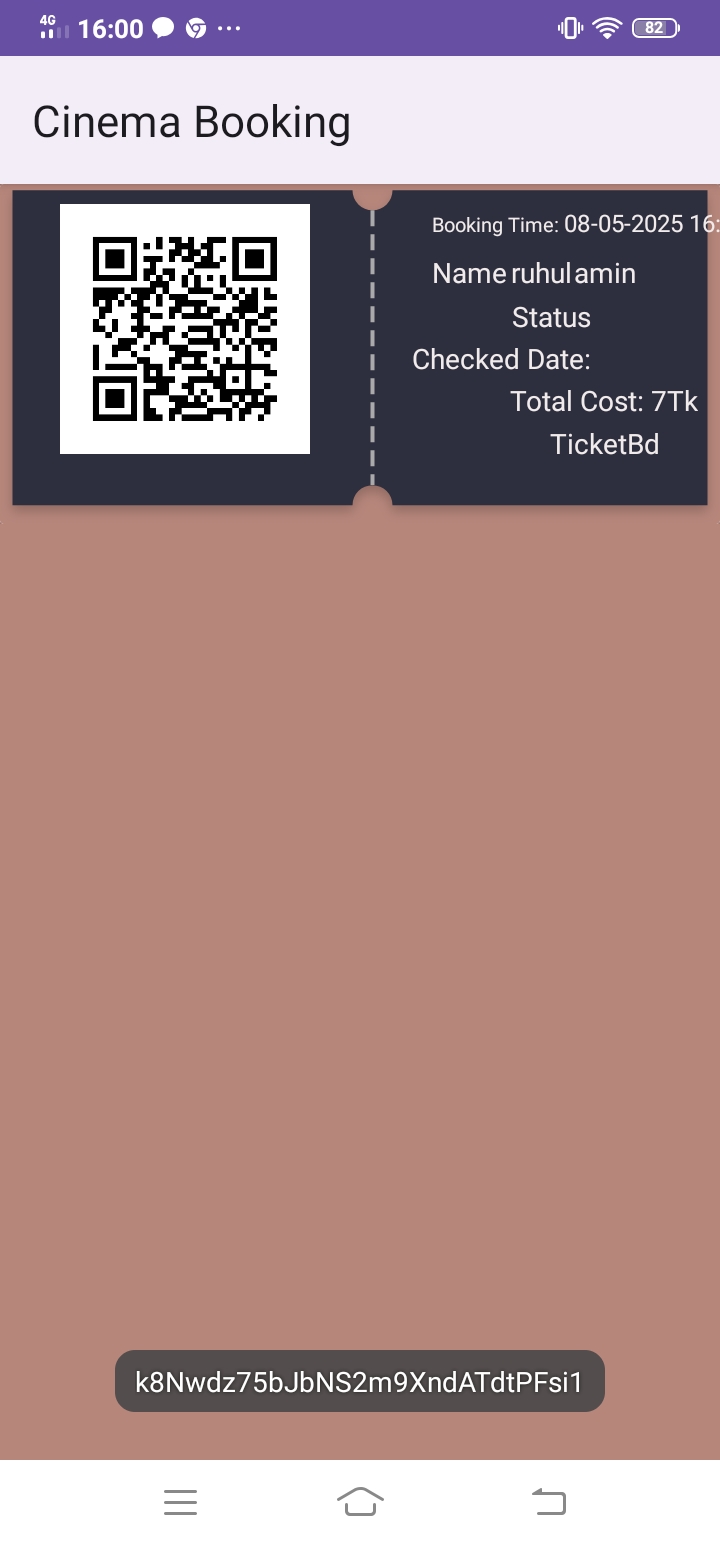 4G 16:00 82
Cinema Booking
Booking Time: 08-05-2025 16:
Name ruhul amin
Status
Checked Date:
Total Cost: 7Tk
TicketBd
k8Nwdz75bJbNS2m9XndATdtPFsi1